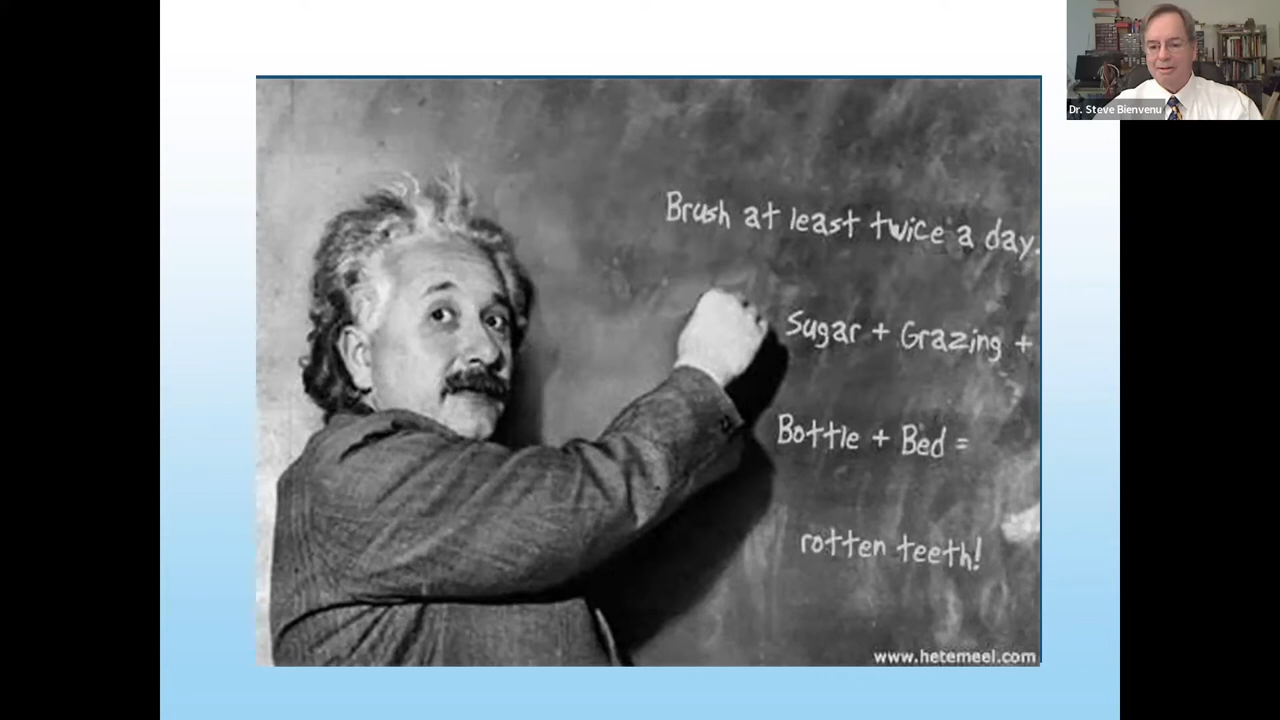 Dr. Steve Bienvenu
Brush at least twice a day.
Sugar + Grazing +
Bottle + Bed =
rotten teeth!
www.hetemeel.com